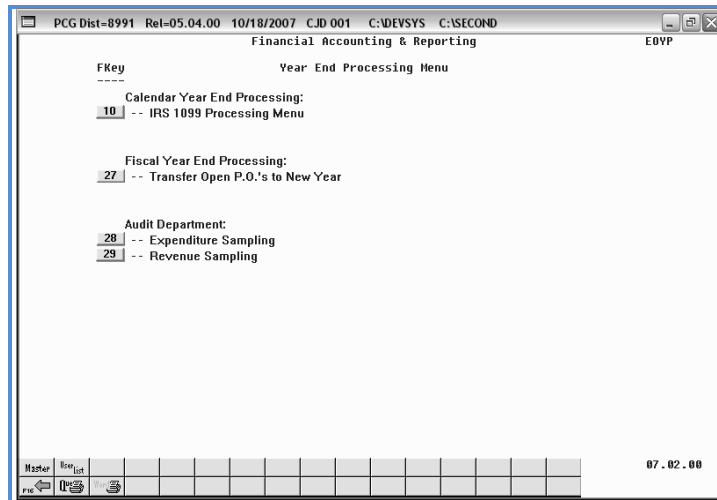 PCG Dist=8991 Rel=05.04.00 10/18/2007 CJD 001 C:\DEVSYS C:\SECOND
Financial Accounting & Reporting EOYP
FKey Year End Processing Menu
----
Calendar Year End Processing:
10 -- IRS 1099 Processing Menu
Fiscal Year End Processing:
27 -- Transfer Open P.O.'s to New Year
Audit Department:
28 -- Expenditure Sampling
29 -- Revenue Sampling
Master User List 07.02.00
F16 Que Word